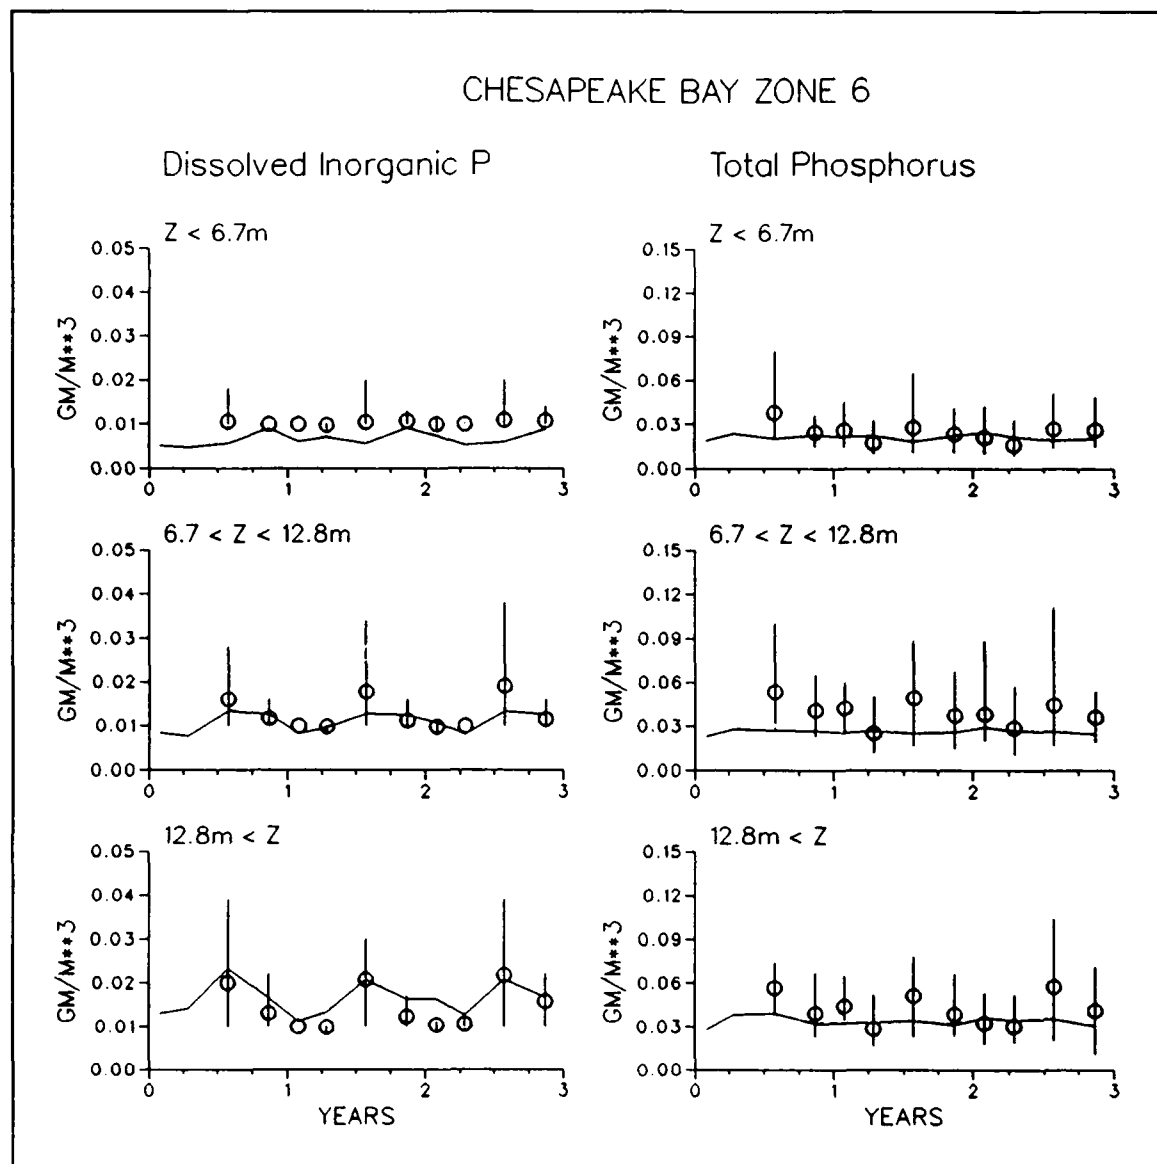 CHESAPEAKE BAY ZONE 6
Dissolved Inorganic P
Total Phosphorus
Z < 6.7m
0.05
0.04
0.03
0.02
0.01
0.00
GM/M**3
0 1 2 3
Z < 6.7m
0.15
0.12
0.09
0.06
0.03
0.00
GM/M**3
0 1 2 3
6.7 < Z < 12.8m
0.05
0.04
0.03
0.02
0.01
0.00
GM/M**3
0 1 2 3
6.7 < Z < 12.8m
0.15
0.12
0.09
0.06
0.03
0.00
GM/M**3
0 1 2 3
12.8m < Z
0.05
0.04
0.03
0.02
0.01
0.00
GM/M**3
0 1 2 3
YEARS
12.8m < Z
0.15
0.12
0.09
0.06
0.03
0.00
GM/M**3
0 1 2 3
YEARS